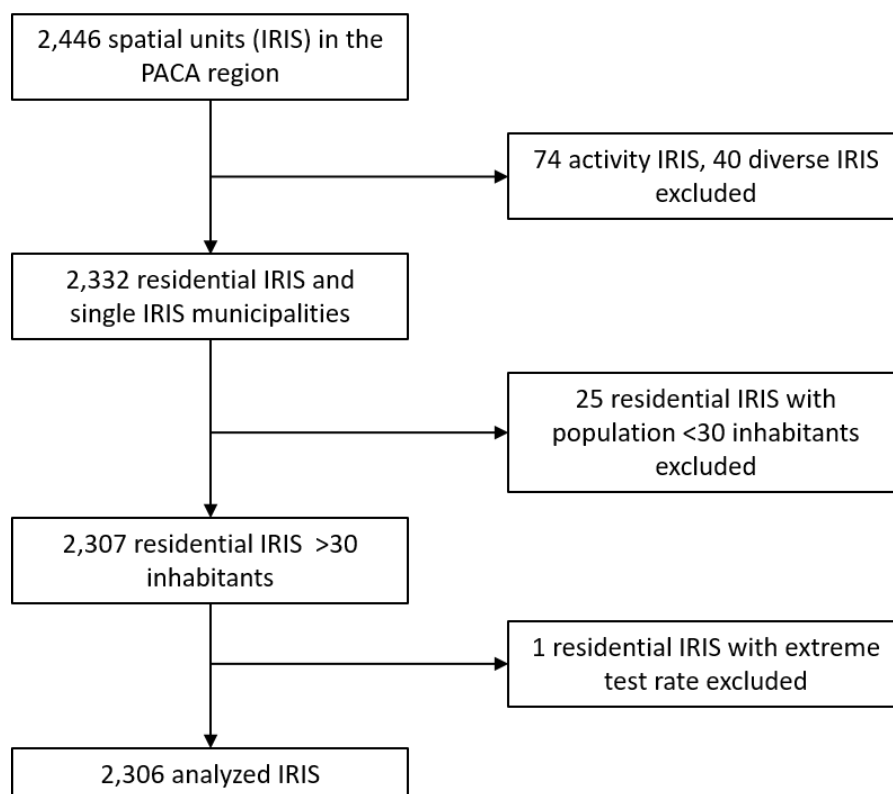 2,446 spatial units (IRIS) in the
PACA region
74 activity IRIS, 40 diverse IRIS
excluded
2,332 residential IRIS and
single IRIS municipalities
25 residential IRIS with
population <30 inhabitants
excluded
2,307 residential IRIS  >30
inhabitants
1 residential IRIS with extreme
test rate excluded
2,306 analyzed IRIS